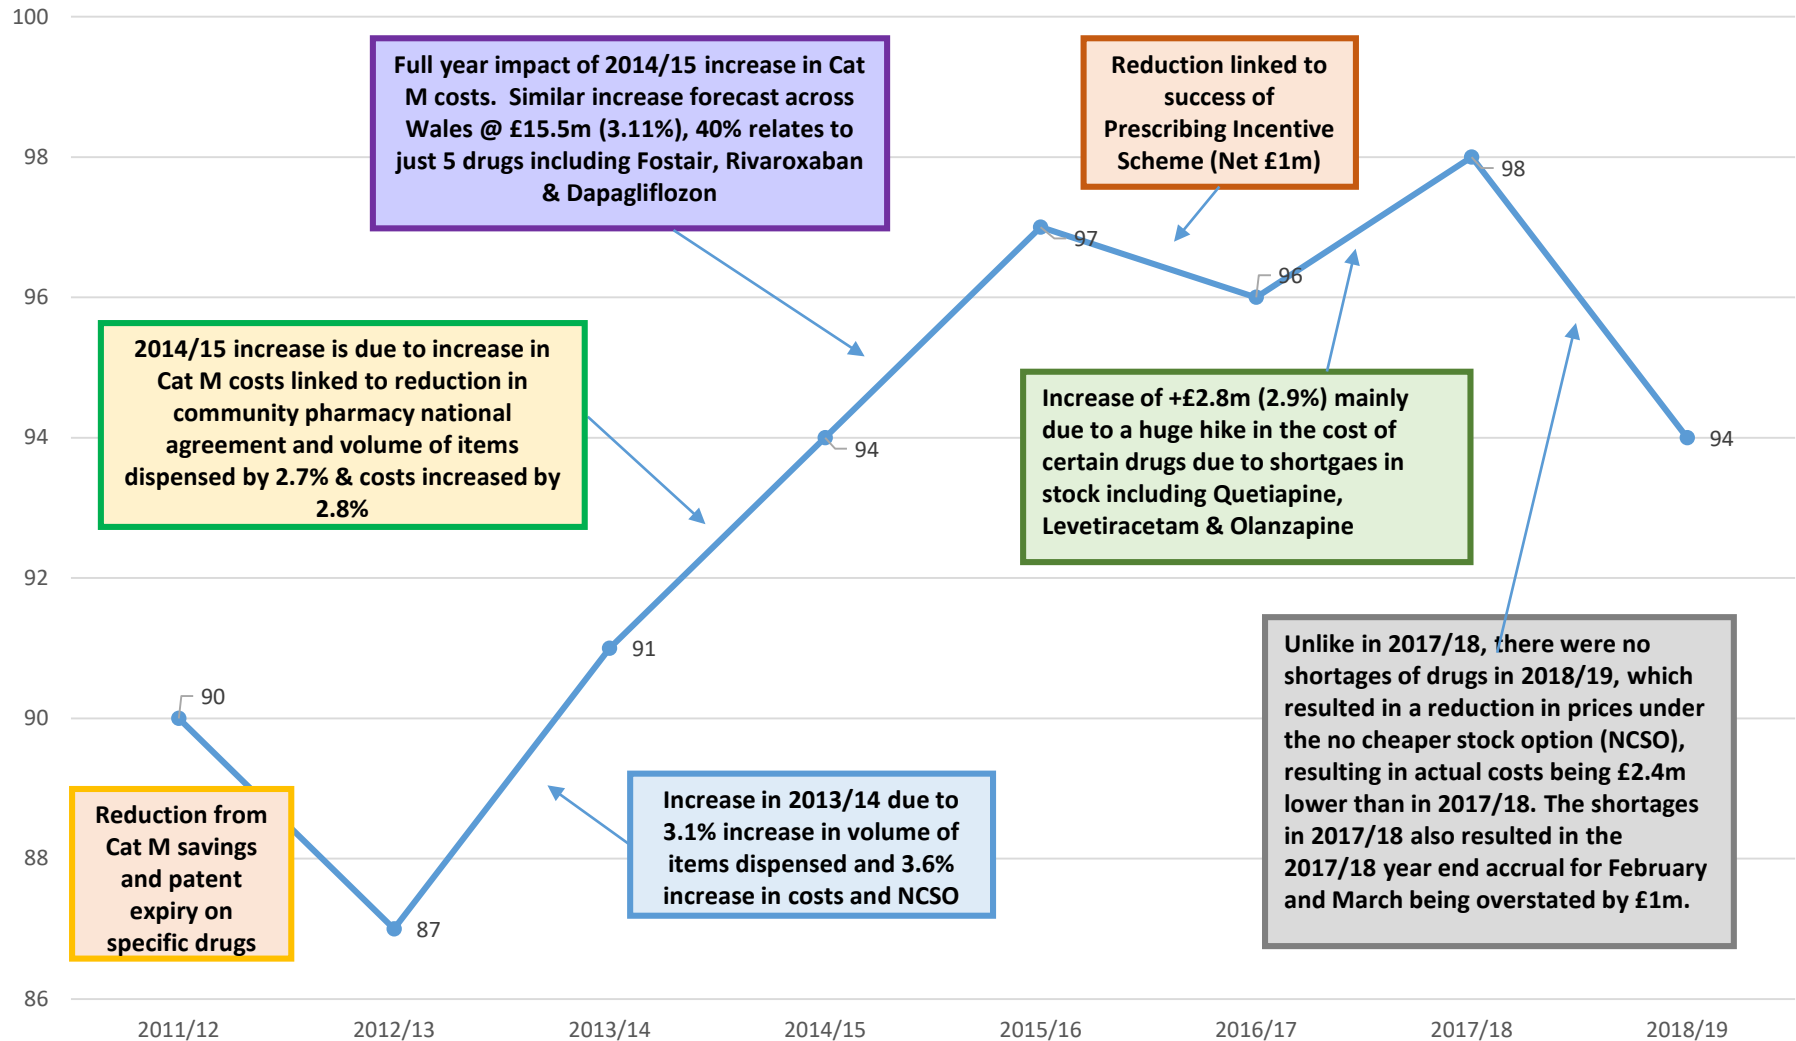 100
98
96
94
92
90
88
86
Full year impact of 2014/15 increase in Cat
M costs.  Similar increase forecast across
Wales @ £15.5m (3.11%), 40% relates to
just 5 drugs including Fostair, Rivaroxaban
& Dapagliflozon
Reduction linked to
success of
Prescribing Incentive
Scheme (Net £1m)
2014/15 increase is due to increase in
Cat M costs linked to reduction in
community pharmacy national
agreement and volume of items
dispensed by 2.7% & costs increased by
2.8%
Increase of +£2.8m (2.9%) mainly
due to a huge hike in the cost of
certain drugs due to shortgaes in
stock including Quetiapine,
Levetiracetam & Olanzapine
Unlike in 2017/18, there were no
shortages of drugs in 2018/19, which
resulted in a reduction in prices under
the no cheaper stock option (NCSO),
resulting in actual costs being £2.4m
lower than in 2017/18. The shortages
in 2017/18 also resulted in the
2017/18 year end accrual for February
and March being overstated by £1m.
Reduction from
Cat M savings
and patent
expiry on
specific drugs
Increase in 2013/14 due to
3.1% increase in volume of
items dispensed and 3.6%
increase in costs and NCSO
90
87
91
94
97
96
98
94
2011/12
2012/13
2013/14
2014/15
2015/16
2016/17
2017/18
2018/19